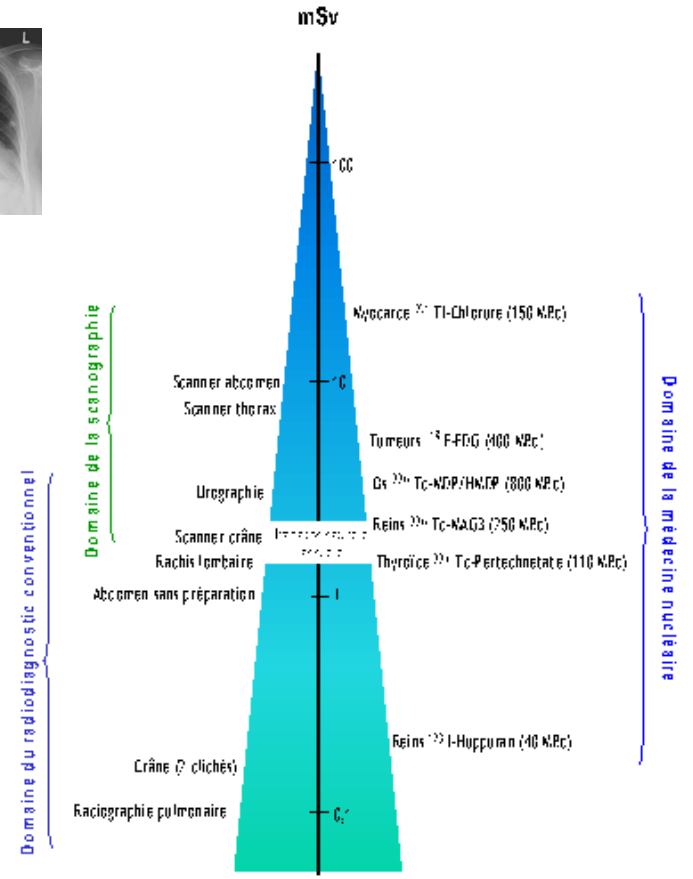 mSv
L
100
Myocarde Tl-Chlorure (150 MBq)
Scanner abdomen
10
Scanner thorax
Tumeurs 18 F-FDG (400 MBq)
Os 99m Tc-MDP/HMDP (800 MBq)
Urographie
Reins 99m Tc-MAG3 (250 MBq)
Scanner crâne
Rachis lombaire
Thyroïde 99m Tc-Pertechnetate (110 MBq)
Abdomen sans préparation
1
Reins 123 I-Hippuran (40 MBq)
Crâne (2 clichés)
Radiographie pulmonaire
0,1
Domaine de la scanographie
Domaine du radiodiagnostic conventionnel
Domaine de la médecine nucléaire